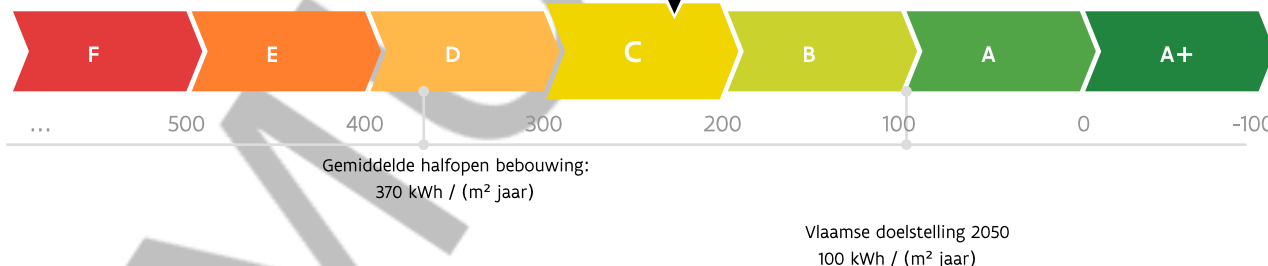 F E D C B A A+
... 500 400 300 200 100 0 -100
Gemiddelde halfopen bebouwing:
370 kWh / (m² jaar)
Vlaamse doelstelling 2050
100 kWh / (m² jaar)